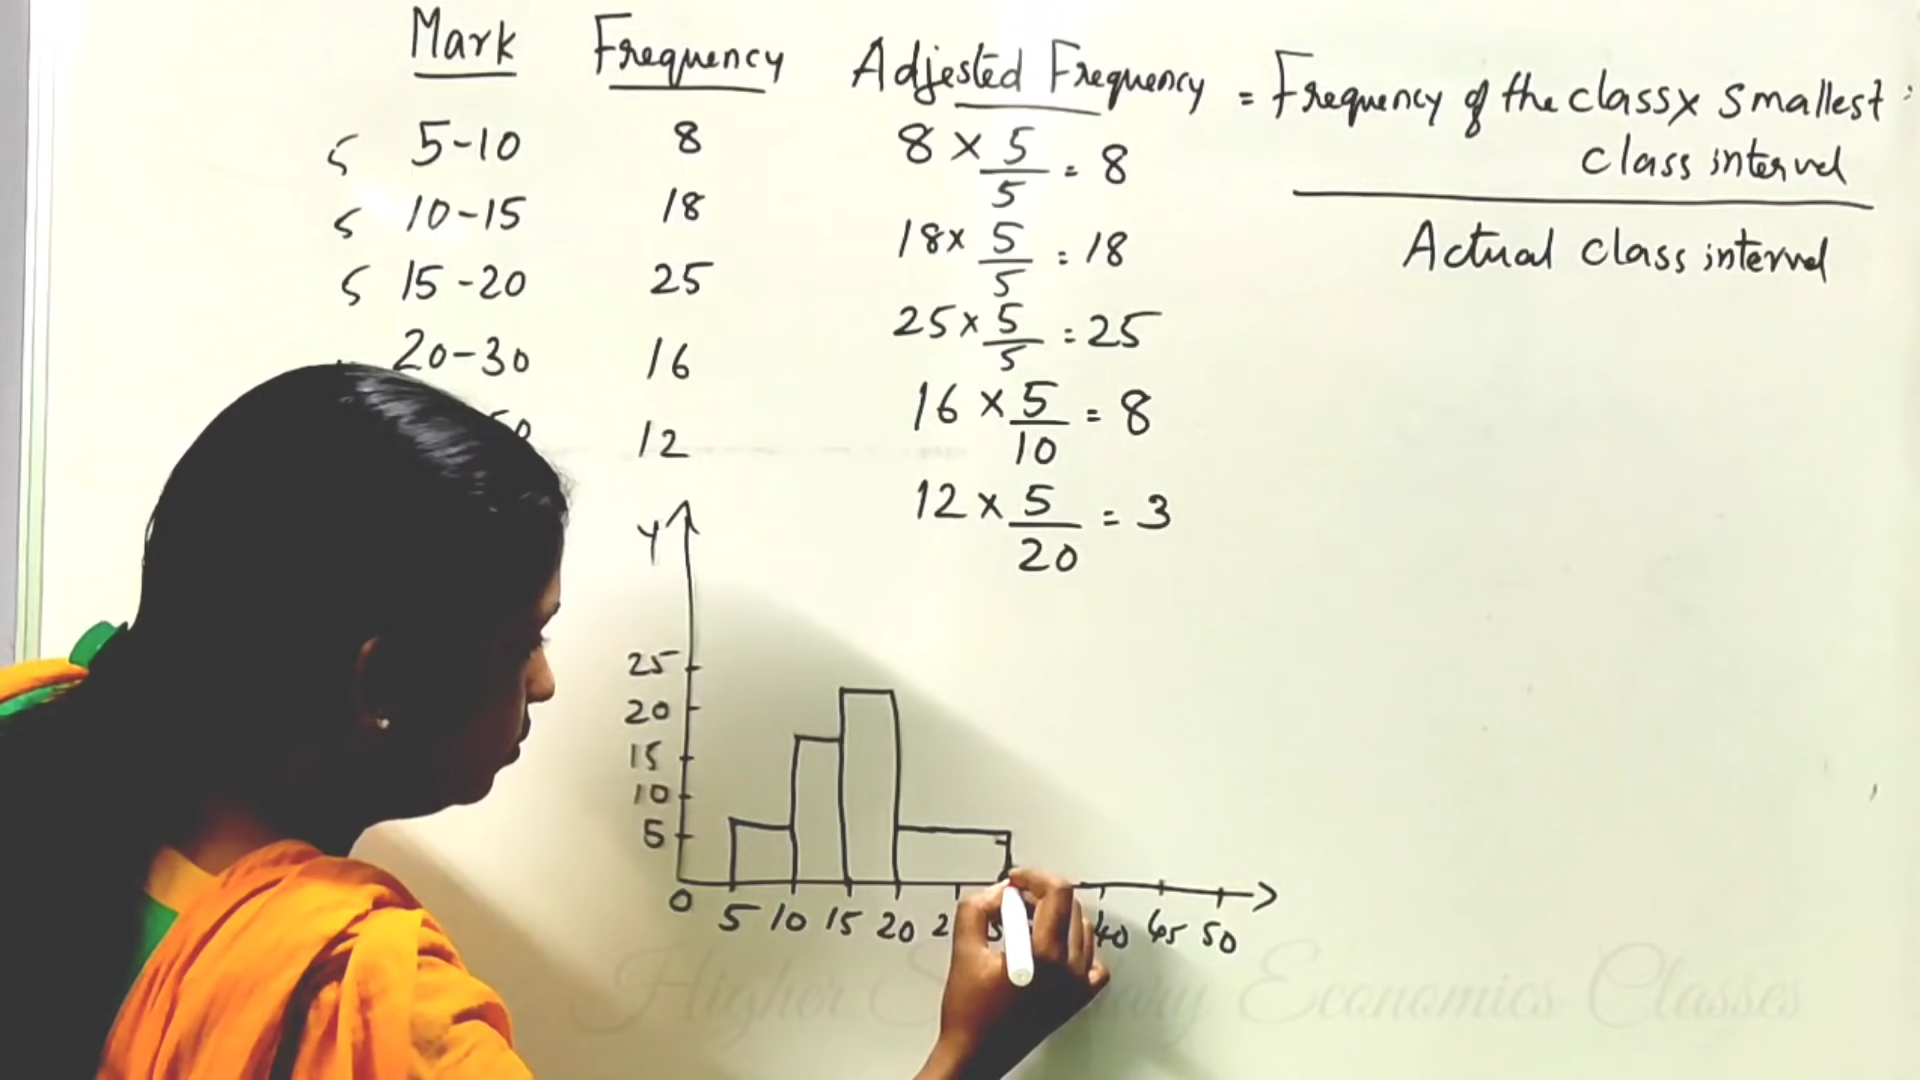 Mark Frequency Adjested Frequency = Frequency of the class x smallest
class interval
Actual class interval
5 5-10 8 8 × 5/5 = 8
5 10-15 18 18 × 5/5 = 18
5 15-20 25 25 × 5/5 = 25
20-30 16 16 × 5/10 = 8
12 12 × 5/20 = 3
Y
25
20
15
10
5
0 5 10 15 20 40 45 50
Higher Economics Classes